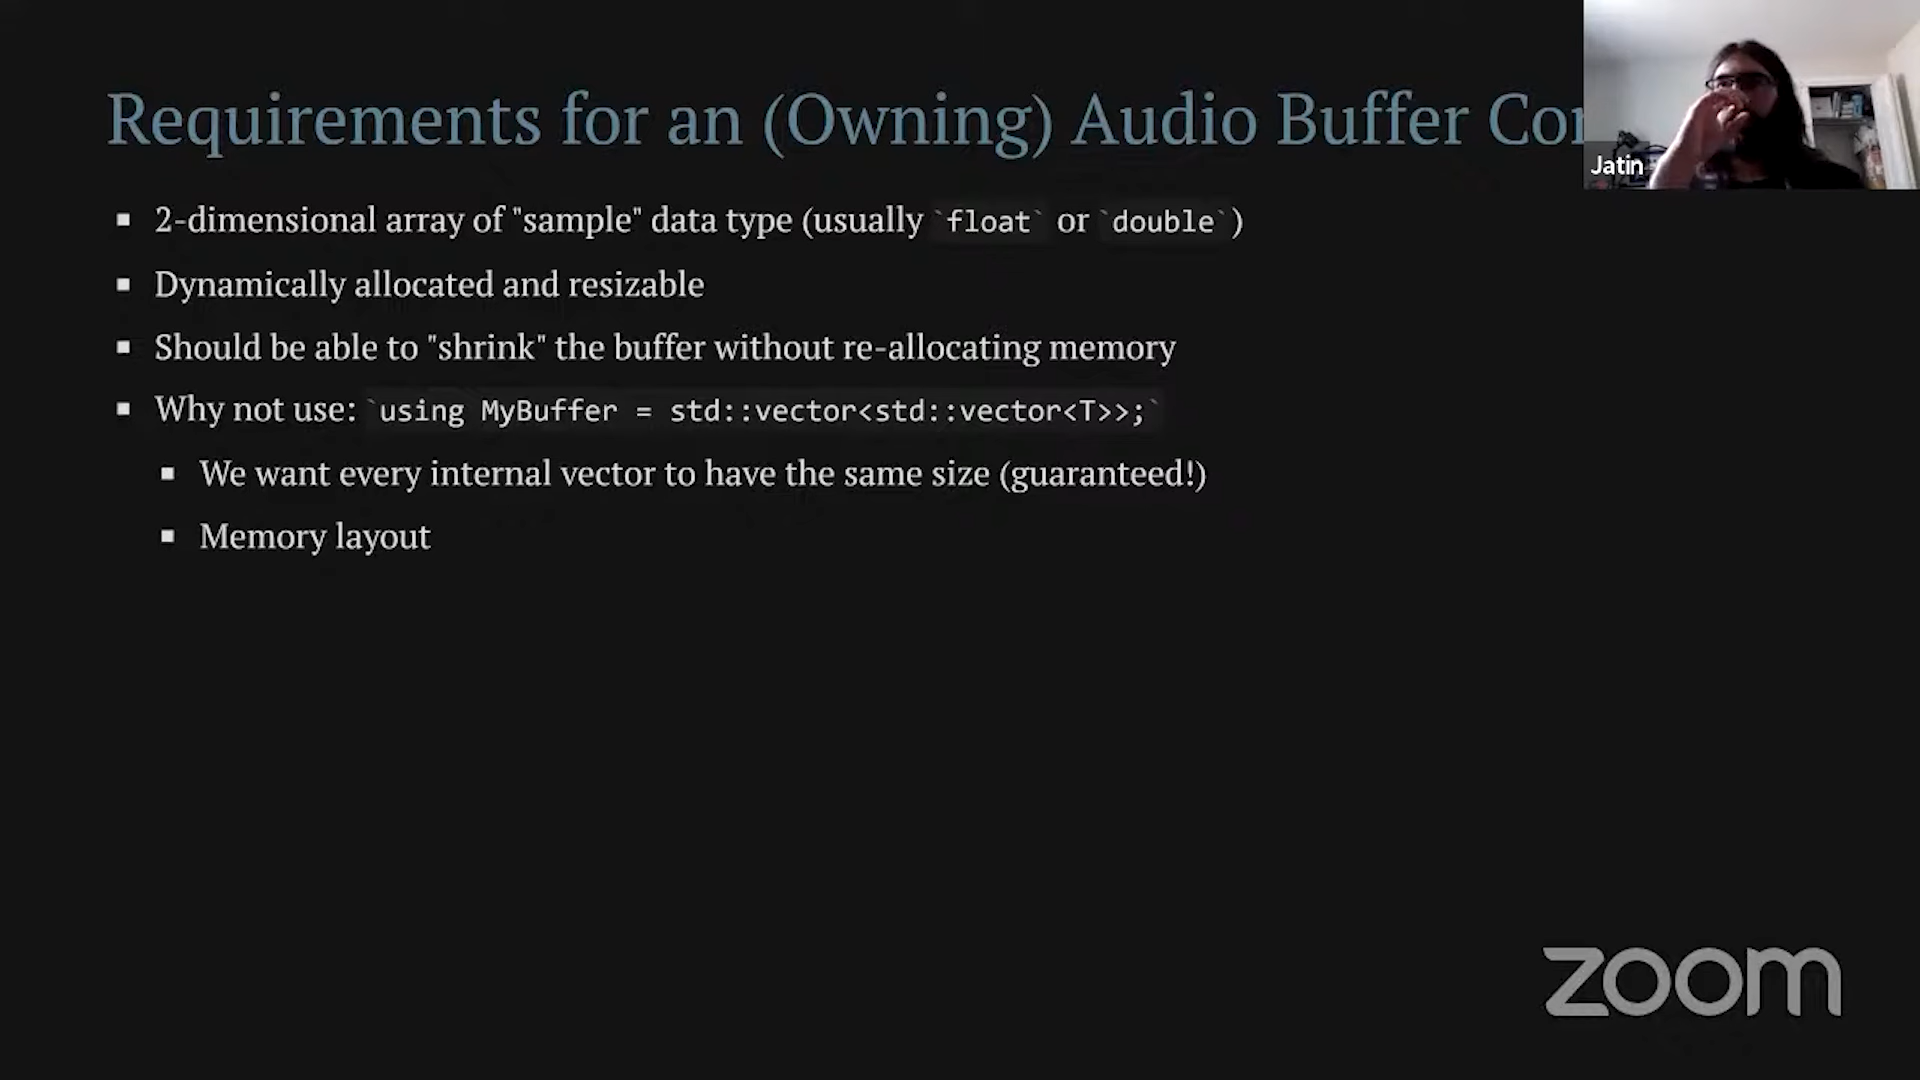 Requirements for an (Owning) Audio Buffer
Jatin
▪ 2-dimensional array of "sample" data type (usually `float` or `double`)
▪ Dynamically allocated and resizable
▪ Should be able to "shrink" the buffer without re-allocating memory
▪ Why not use: `using MyBuffer = std::vector<std::vector<T>>;`
▪ We want every internal vector to have the same size (guaranteed!)
▪ Memory layout
zoom